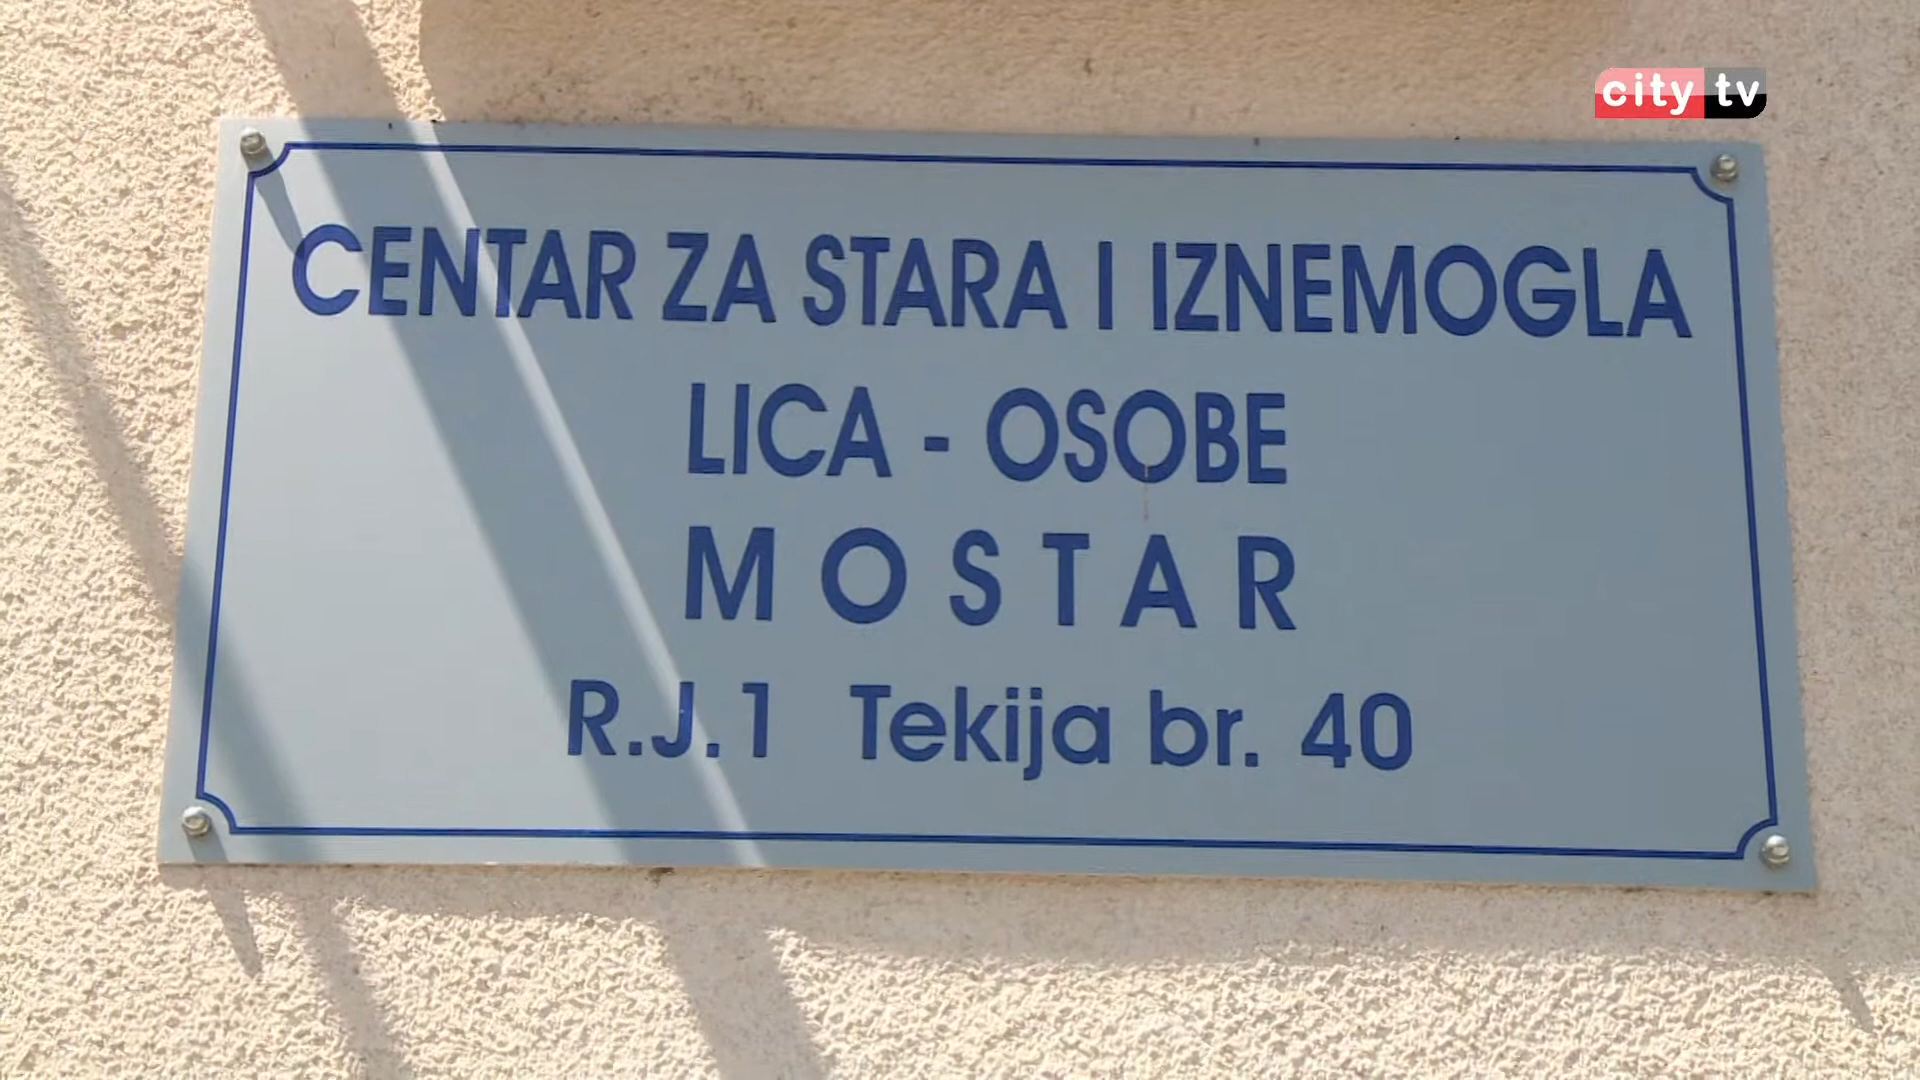 city tv
CENTAR ZA STARA I IZNEMOGLA
LICA - OSOBE
MOSTAR
R.J.1 Tekija br. 40